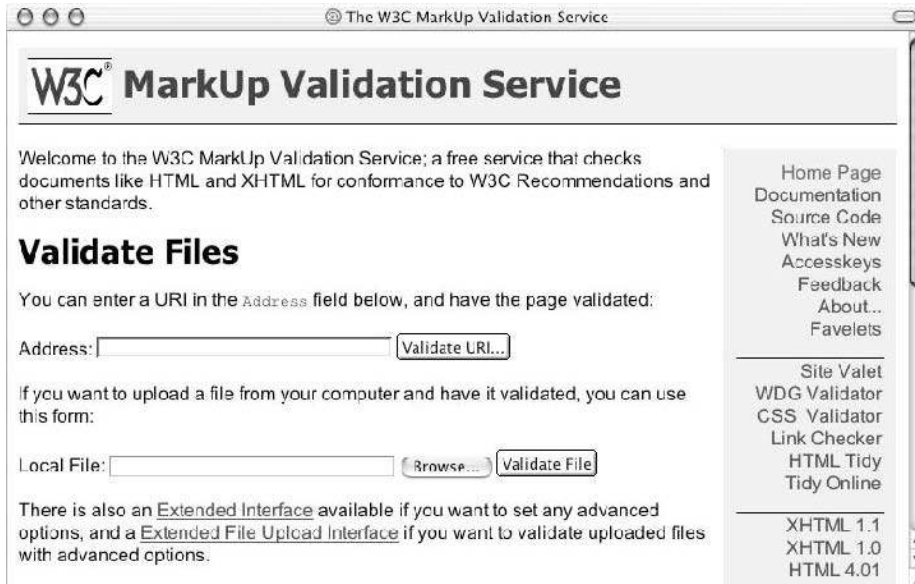 The W3C MarkUp Validation Service
W3C® MarkUp Validation Service
Welcome to the W3C MarkUp Validation Service; a free service that checks
documents like HTML and XHTML for conformance to W3C Recommendations and
other standards.
Validate Files
You can enter a URI in the Address field below, and have the page validated:
Address: Validate URI...
If you want to upload a file from your computer and have it validated, you can use
this form:
Local File: Browse... Validate File
There is also an Extended Interface available if you want to set any advanced
options, and a Extended File Upload Interface if you want to validate uploaded files
with advanced options.
Home Page
Documentation
Source Code
What's New
Accesskeys
Feedback
About...
Favelets
Site Valet
WDG Validator
CSS Validator
Link Checker
HTML Tidy
Tidy Online
XHTML 1.1
XHTML 1.0
HTML 4.01